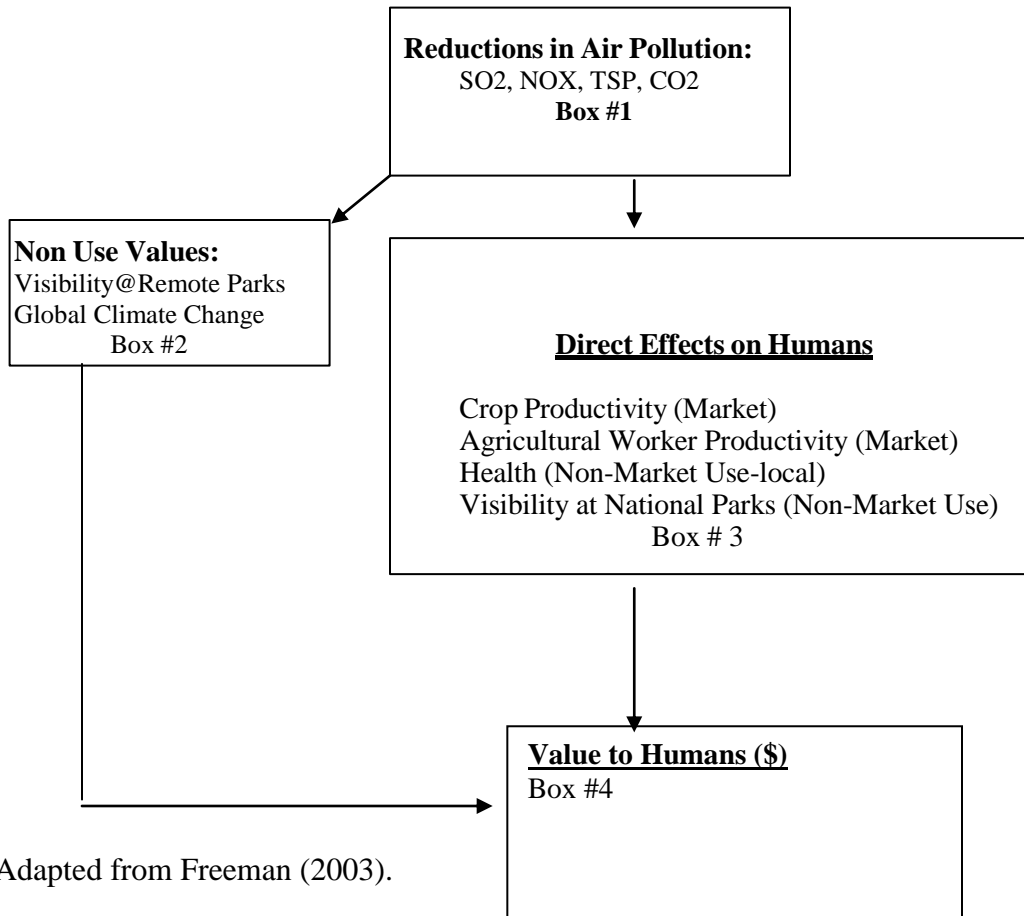 Reductions in Air Pollution:
SO2, NOX, TSP, CO2
Box #1
Non Use Values:
Visibility@Remote Parks
Global Climate Change
Box #2
Direct Effects on Humans
Crop Productivity (Market)
Agricultural Worker Productivity (Market)
Health (Non-Market Use-local)
Visibility at National Parks (Non-Market Use)
Box # 3
Value to Humans ($)
Box #4
Adapted from Freeman (2003).